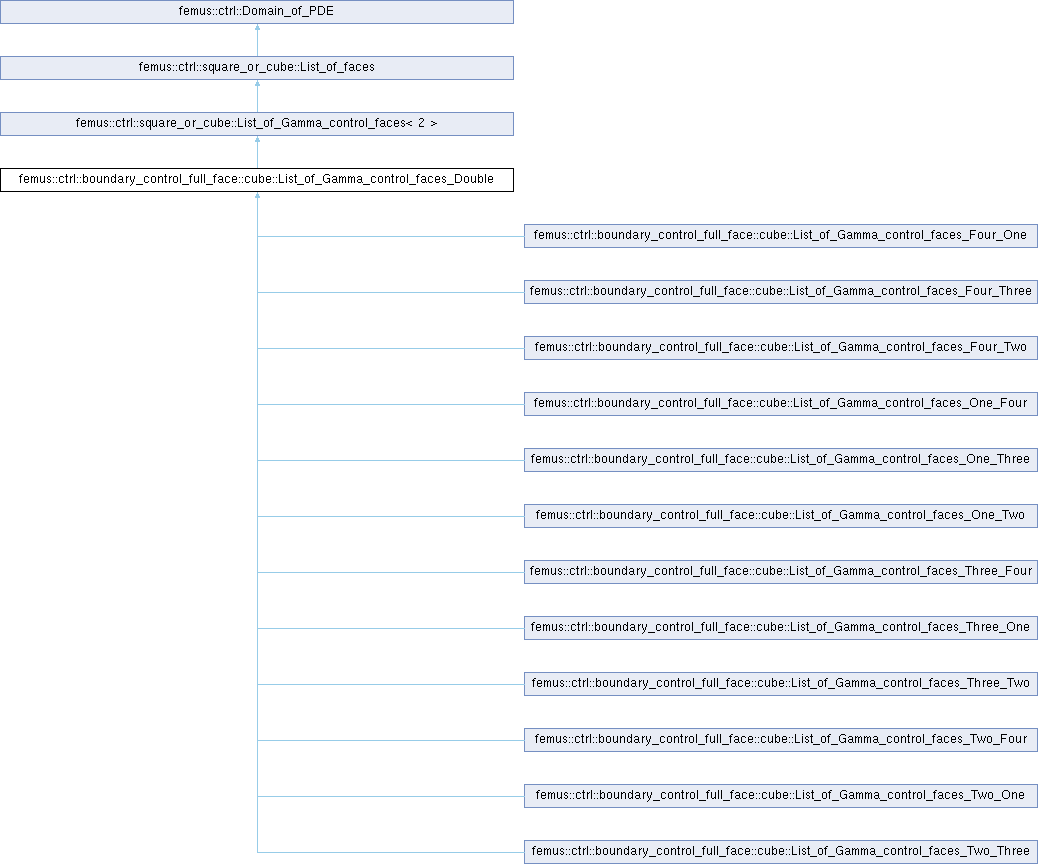 femus::ctrl::Domain_of_PDE
femus::ctrl::square_or_cube::List_of_faces
femus::ctrl::square_or_cube::List_of_Gamma_control_faces< 2 >
femus::ctrl::boundary_control_full_face::cube::List_of_Gamma_control_faces_Double
femus::ctrl::boundary_control_full_face::cube::List_of_Gamma_control_faces_Four_One
femus::ctrl::boundary_control_full_face::cube::List_of_Gamma_control_faces_Four_Three
femus::ctrl::boundary_control_full_face::cube::List_of_Gamma_control_faces_Four_Two
femus::ctrl::boundary_control_full_face::cube::List_of_Gamma_control_faces_One_Four
femus::ctrl::boundary_control_full_face::cube::List_of_Gamma_control_faces_One_Three
femus::ctrl::boundary_control_full_face::cube::List_of_Gamma_control_faces_One_Two
femus::ctrl::boundary_control_full_face::cube::List_of_Gamma_control_faces_Three_Four
femus::ctrl::boundary_control_full_face::cube::List_of_Gamma_control_faces_Three_One
femus::ctrl::boundary_control_full_face::cube::List_of_Gamma_control_faces_Three_Two
femus::ctrl::boundary_control_full_face::cube::List_of_Gamma_control_faces_Two_Four
femus::ctrl::boundary_control_full_face::cube::List_of_Gamma_control_faces_Two_One
femus::ctrl::boundary_control_full_face::cube::List_of_Gamma_control_faces_Two_Three